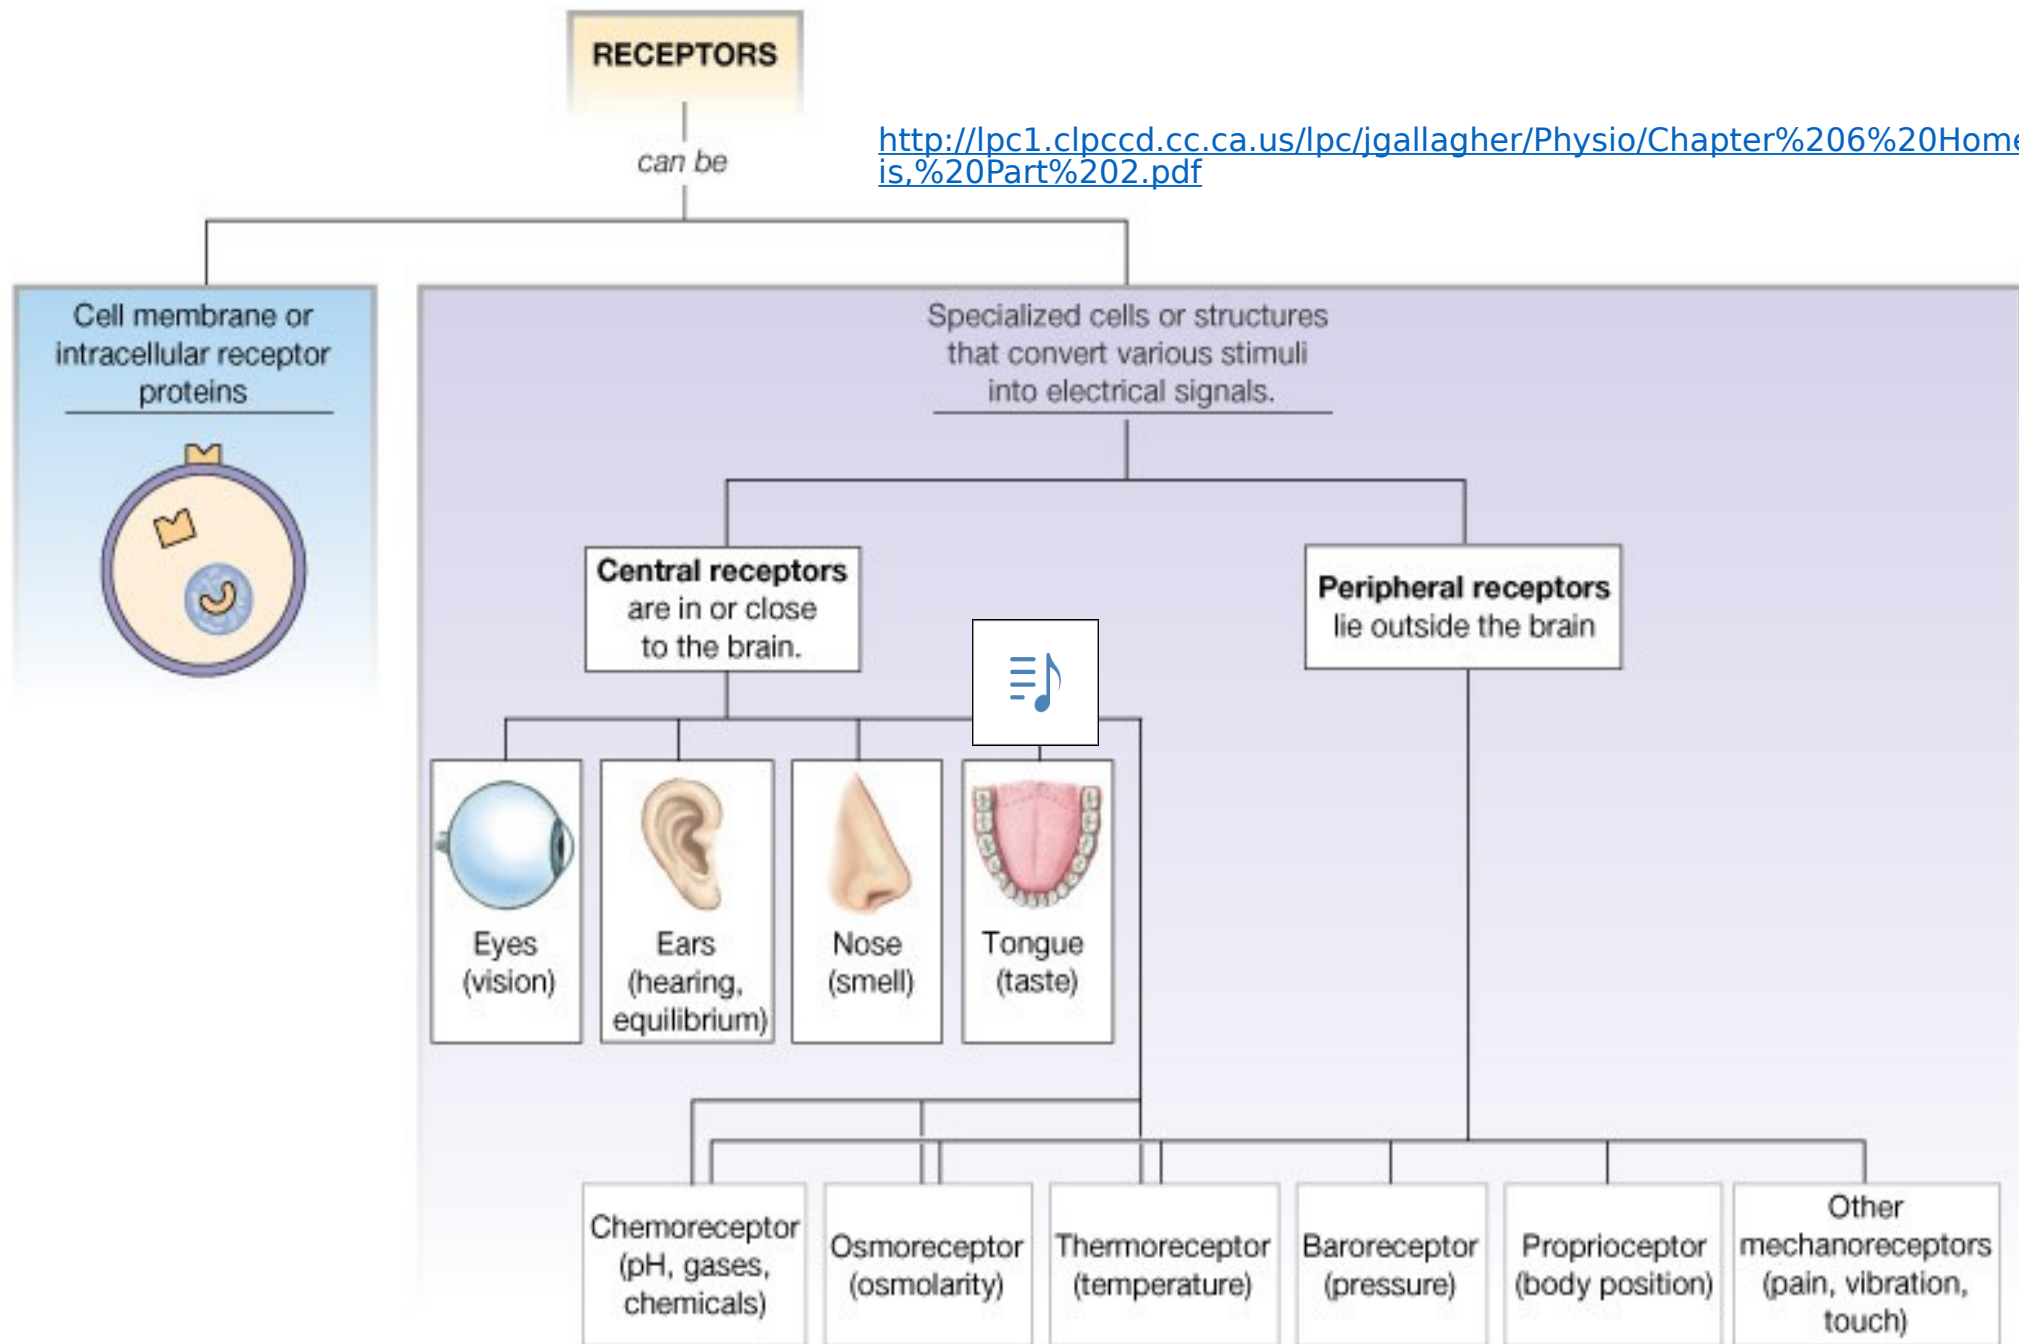 RECEPTORS
can be
http://lpc1.clpccd.cc.ca.us/lpc/jgallagher/Physio/Chapter%206%20Home
is,%20Part%202.pdf
Cell membrane or
intracellular receptor
proteins
Specialized cells or structures
that convert various stimuli
into electrical signals.
Central receptors
are in or close
to the brain.
Peripheral receptors
lie outside the brain
Eyes
(vision)
Ears
(hearing,
equilibrium)
Nose
(smell)
Tongue
(taste)
Chemoreceptor
(pH, gases,
chemicals)
Osmoreceptor
(osmolarity)
Thermoreceptor
(temperature)
Baroreceptor
(pressure)
Proprioceptor
(body position)
Other
mechanoreceptors
(pain, vibration,
touch)